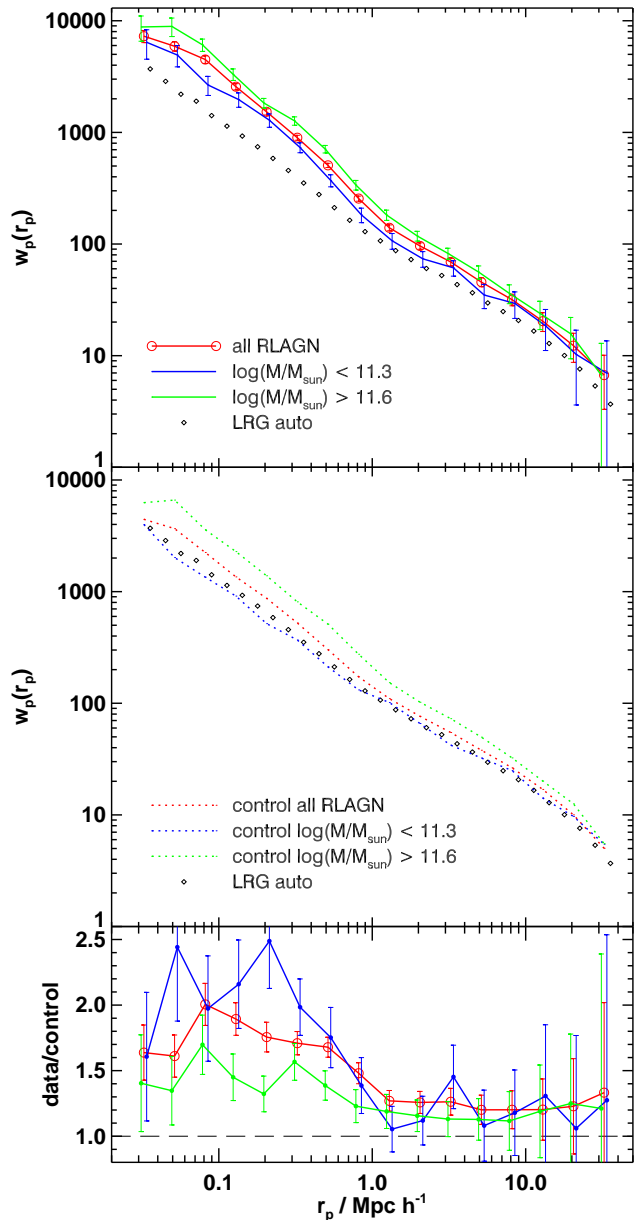 10000
1000
100
10
1
w_p(r_p)
all RLAGN
log(M/M_sun) < 11.3
log(M/M_sun) > 11.6
LRG auto
10000
1000
100
10
1
w_p(r_p)
control all RLAGN
control log(M/M_sun) < 11.3
control log(M/M_sun) > 11.6
LRG auto
2.5
2.0
1.5
1.0
data/control
0.1 1.0 10.0
r_p / Mpc h⁻¹